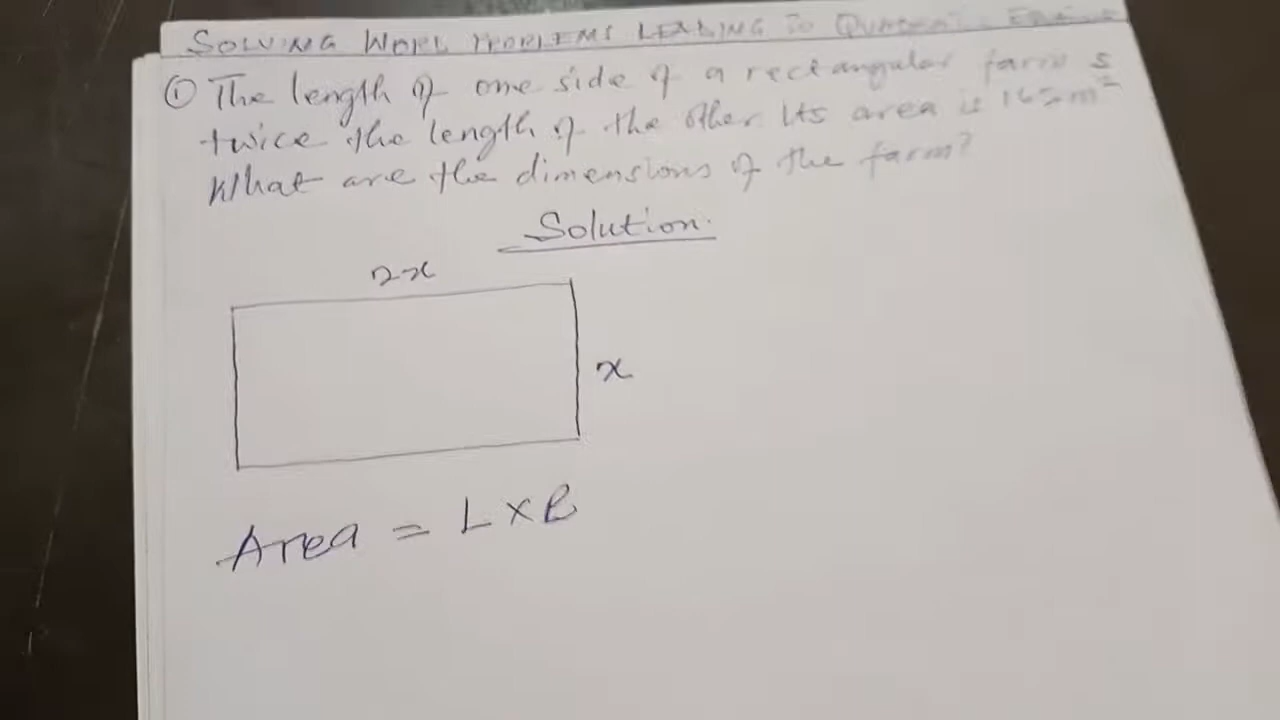 SOLVING WORD PROBLEMS LEADING TO
① The length of one side of a rectangular farm s
twice the length of the other. Its area is 162m²
What are the dimensions of the farm?
Solution.
2x
x
Area = L×B